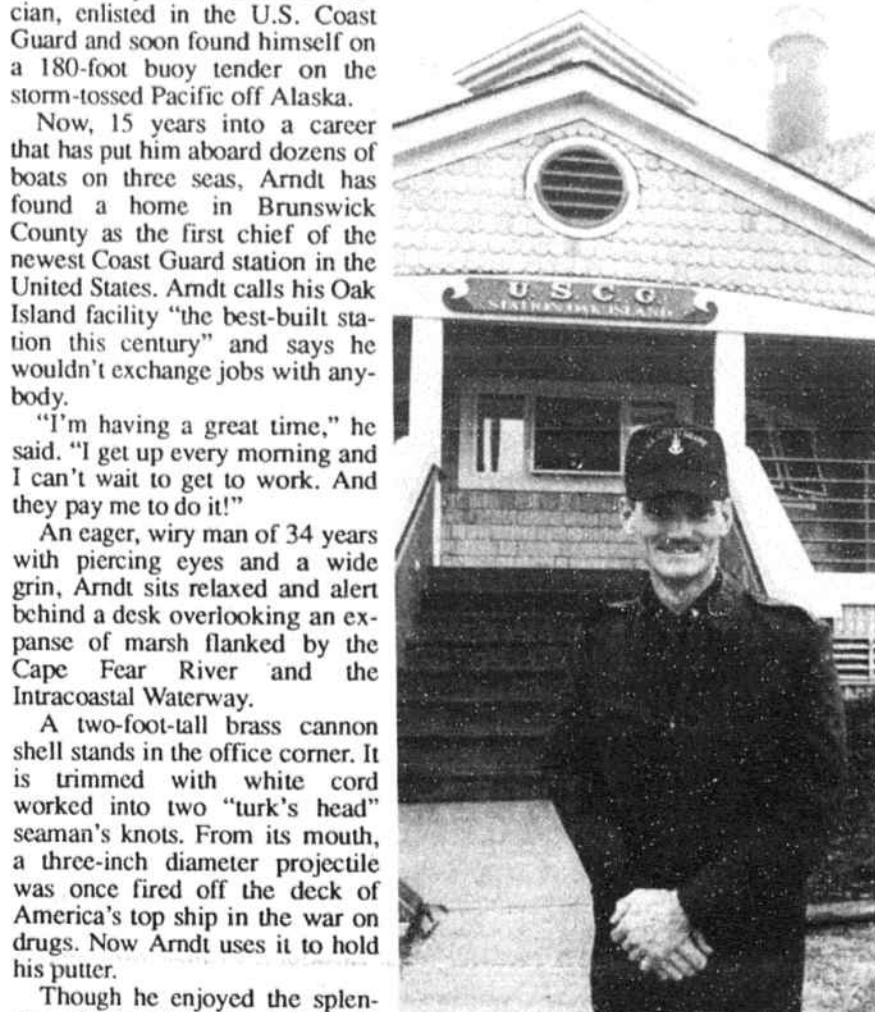 cian, enlisted in the U.S. Coast
Guard and soon found himself on
a 180-foot buoy tender on the
storm-tossed Pacific off Alaska.
Now, 15 years into a career
that has put him aboard dozens of
boats on three seas, Arndt has
found a home in Brunswick
County as the first chief of the
newest Coast Guard station in the
United States. Arndt calls his Oak
Island facility “the best-built sta-
tion this century” and says he
wouldn't exchange jobs with any-
body.
“I'm having a great time,” he
said. “I get up every morning and
I can't wait to get to work. And
they pay me to do it!”
An eager, wiry man of 34 years
with piercing eyes and a wide
grin, Arndt sits relaxed and alert
behind a desk overlooking an ex-
panse of marsh flanked by the
Cape Fear River and the
Intracoastal Waterway.
A two-foot-tall brass cannon
shell stands in the office corner. It
is trimmed with white cord
worked into two “turk's head”
seaman's knots. From its mouth,
a three-inch diameter projectile
was once fired off the deck of
America's top ship in the war on
drugs. Now Arndt uses it to hold
his putter.
Though he enjoyed the splen-
U.S.C.G.
STATION OAK ISLAND